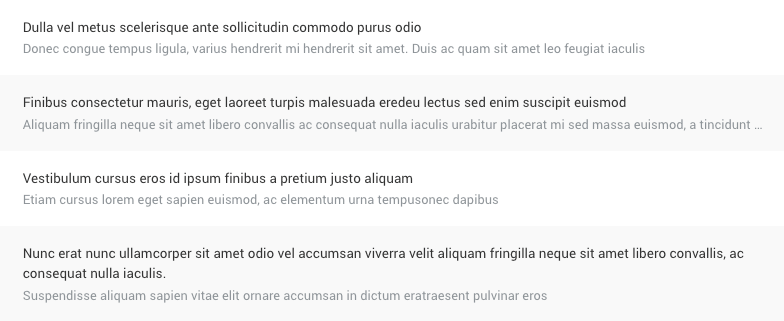 Dulla vel metus scelerisque ante sollicitudin commodo purus odio
Donec congue tempus ligula, varius hendrerit mi hendrerit sit amet. Duis ac quam sit amet leo feugiat iaculis
Finibus consectetur mauris, eget laoreet turpis malesuada eredeu lectus sed enim suscipit euismod
Aliquam fringilla neque sit amet libero convallis ac consequat nulla iaculis urabitur placerat mi sed massa euismod, a tincidunt ...
Vestibulum cursus eros id ipsum finibus a pretium justo aliquam
Etiam cursus lorem eget sapien euismod, ac elementum urna tempusonec dapibus
Nunc erat nunc ullamcorper sit amet odio vel accumsan viverra velit aliquam fringilla neque sit amet libero convallis, ac
consequat nulla iaculis.
Suspendisse aliquam sapien vitae elit ornare accumsan in dictum eratraesent pulvinar eros